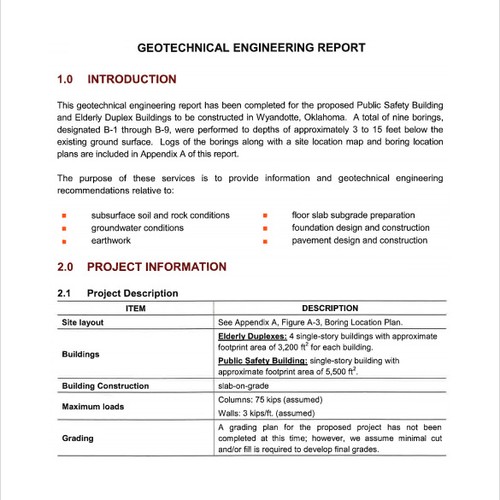 GEOTECHNICAL ENGINEERING REPORT
1.0 INTRODUCTION
This geotechnical engineering report has been completed for the proposed Public Safety Building
and Elderly Duplex Buildings to be constructed in Wyandotte, Oklahoma. A total of nine borings,
designated B-1 through B-9, were performed to depths of approximately 3 to 15 feet below the
existing ground surface. Logs of the borings along with a site location map and boring location
plans are included in Appendix A of this report.
The purpose of these services is to provide information and geotechnical engineering
recommendations relative to:
subsurface soil and rock conditions
groundwater conditions
earthwork
floor slab subgrade preparation
foundation design and construction
pavement design and construction
2.0 PROJECT INFORMATION
2.1 Project Description
ITEM DESCRIPTION
Site layout See Appendix A, Figure A-3, Boring Location Plan.
Buildings
Elderly Duplexes: 4 single-story buildings with approximate
footprint area of 3,200 ft² for each building.
Public Safety Building: single-story building with
approximate footprint area of 5,500 ft².
Building Construction slab-on-grade
Maximum loads
Columns: 75 kips (assumed)
Walls: 3 kips/ft. (assumed)
Grading
A grading plan for the proposed project has not been
completed at this time; however, we assume minimal cut
and/or fill is required to develop final grades.